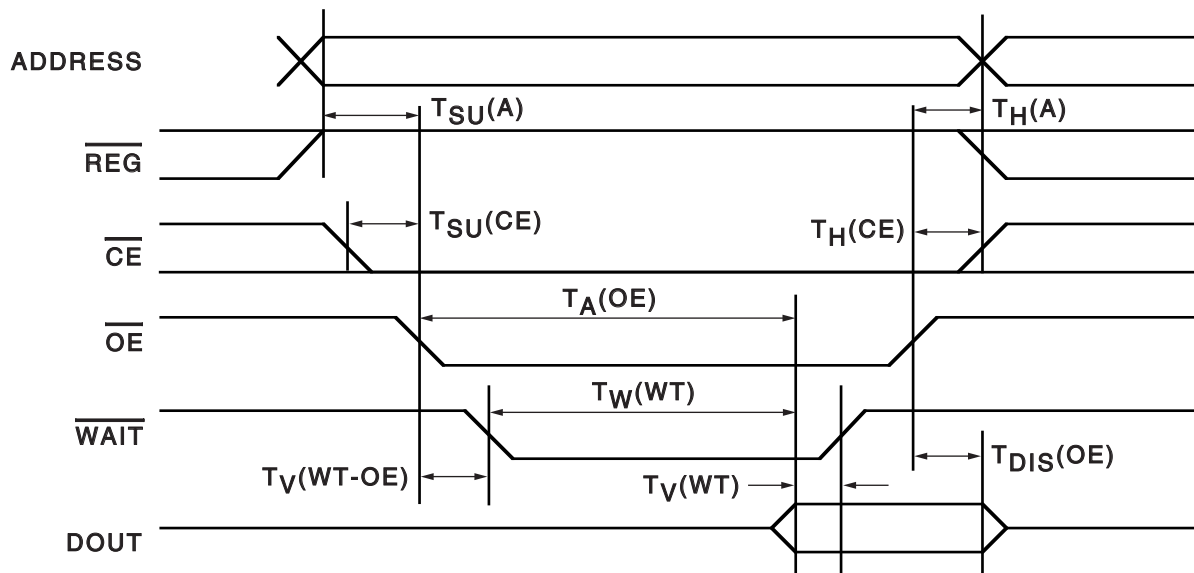 ADDRESS
TSU(A)
TH(A)
REG
TSU(CE)
TH(CE)
CE
TA(OE)
OE
TW(WT)
WAIT
TV(WT-OE)
TV(WT)
TDIS(OE)
DOUT